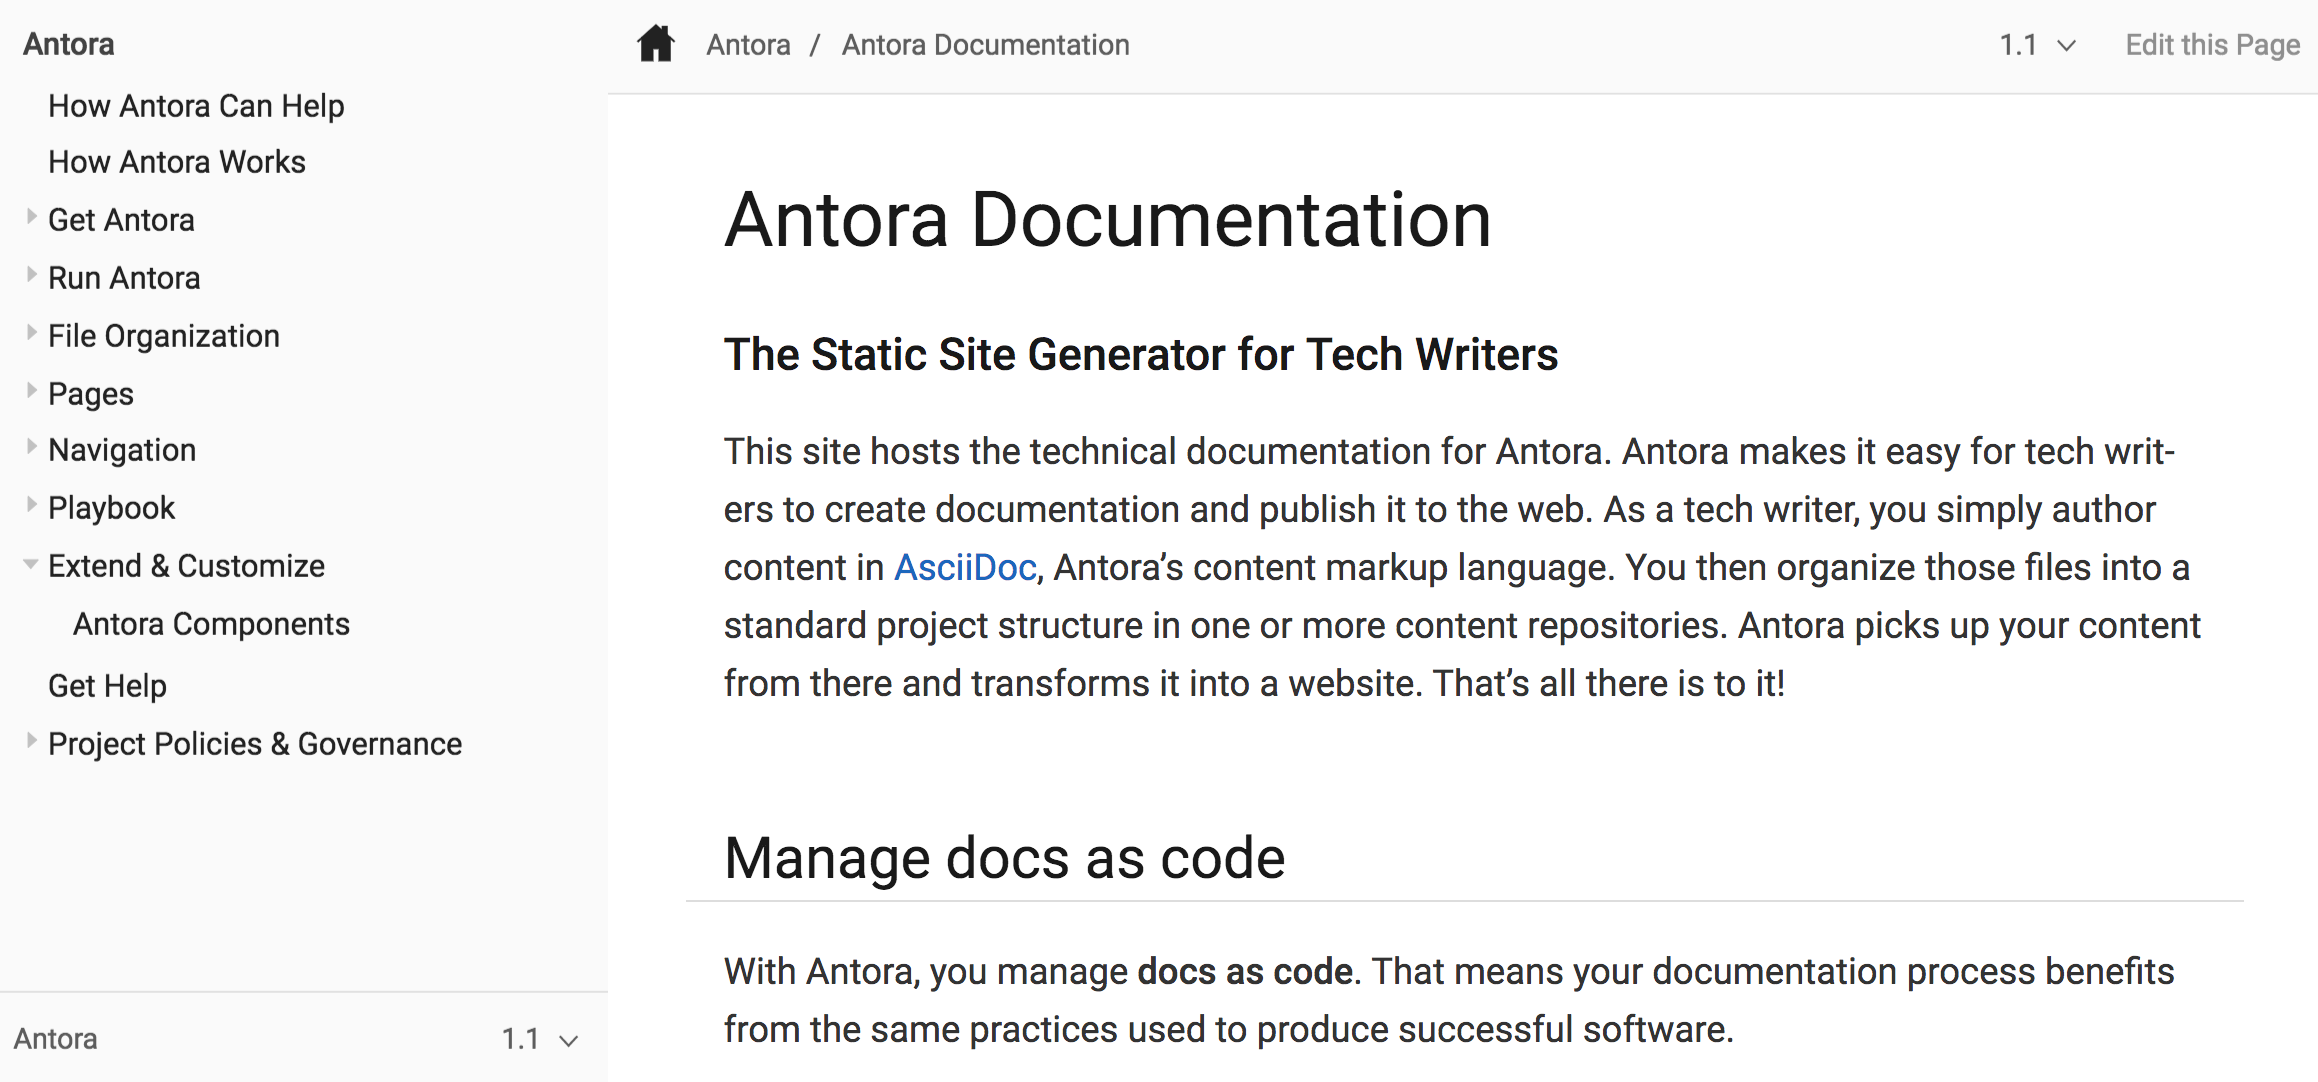 Antora
How Antora Can Help
How Antora Works
Get Antora
Run Antora
File Organization
Pages
Navigation
Playbook
Extend & Customize
Antora Components
Get Help
Project Policies & Governance
Antora 1.1
Antora / Antora Documentation 1.1 Edit this Page
Antora Documentation
The Static Site Generator for Tech Writers
This site hosts the technical documentation for Antora. Antora makes it easy for tech writ-
ers to create documentation and publish it to the web. As a tech writer, you simply author
content in AsciiDoc, Antora’s content markup language. You then organize those files into a
standard project structure in one or more content repositories. Antora picks up your content
from there and transforms it into a website. That’s all there is to it!
Manage docs as code
With Antora, you manage docs as code. That means your documentation process benefits
from the same practices used to produce successful software.